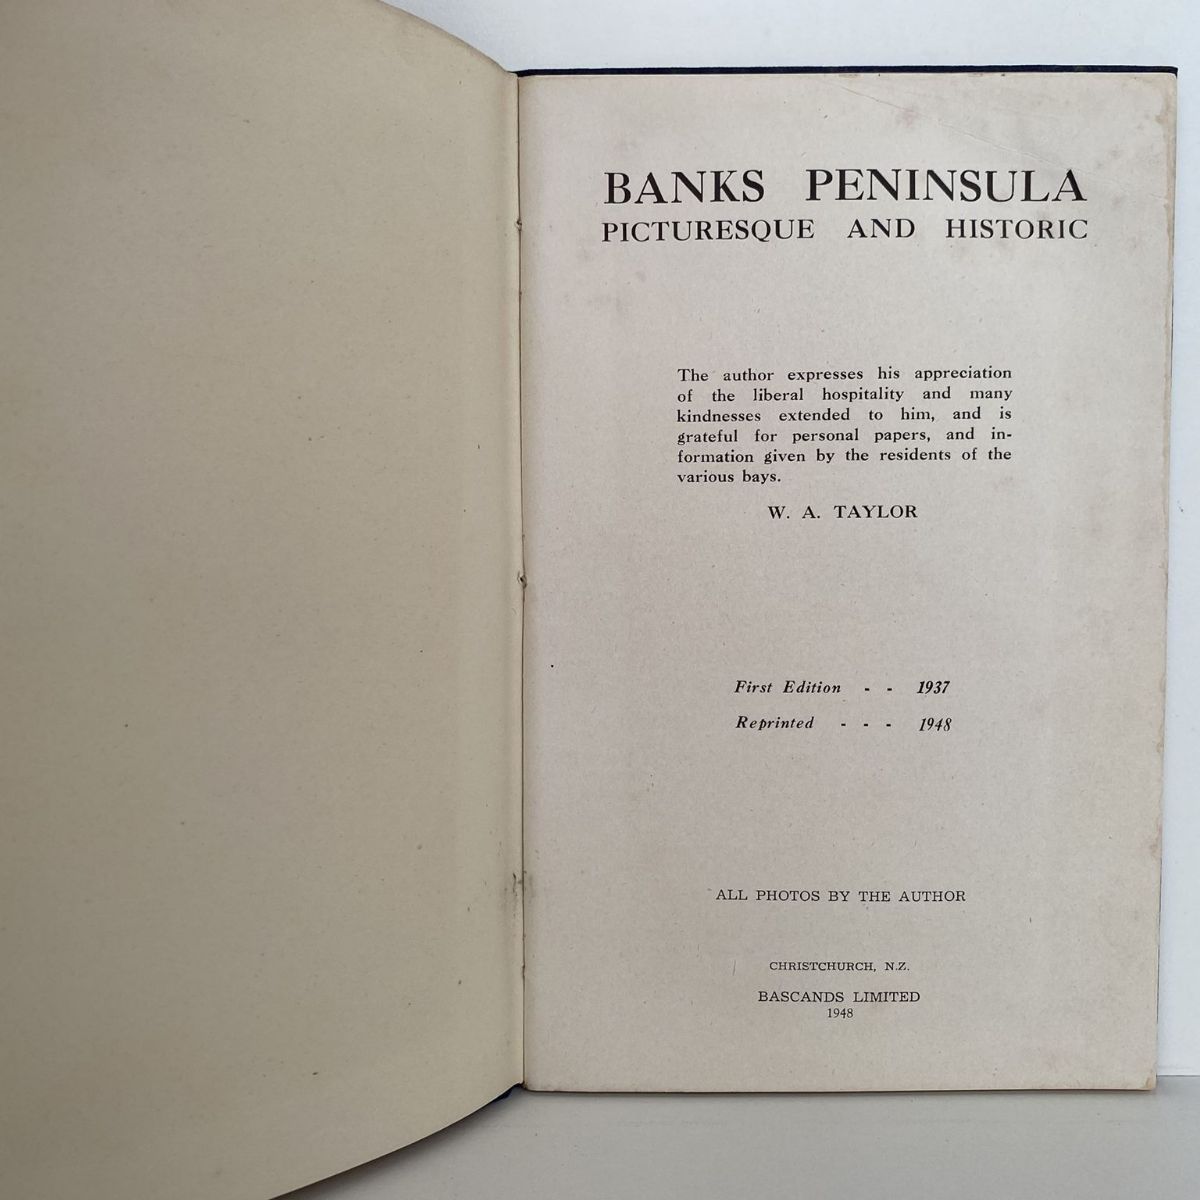 BANKS PENINSULA
PICTURESQUE AND HISTORIC
The author expresses his appreciation
of the liberal hospitality and many
kindnesses extended to him, and is
grateful for personal papers, and in-
formation given by the residents of the
various bays.
W. A. TAYLOR
First Edition - - 1937
Reprinted - - - 1948
ALL PHOTOS BY THE AUTHOR
CHRISTCHURCH, N.Z.
BASCANDS LIMITED
1948